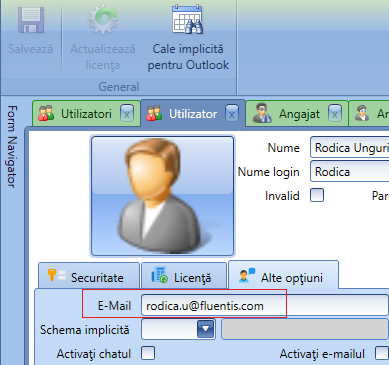 Salvează
Actualizează
licenţa
Cale implicită
pentru Outlook
General
Form Navigator
Utilizatori
Utilizator
Angajat
Nume
Rodica Unguri
Nume login
Rodica
Invalid
Securitate
Licenţă
Alte opţiuni
E-Mail
rodica.u@fluentis.com
Schema implicită
Activaţi chatul
Activaţi e-mailul